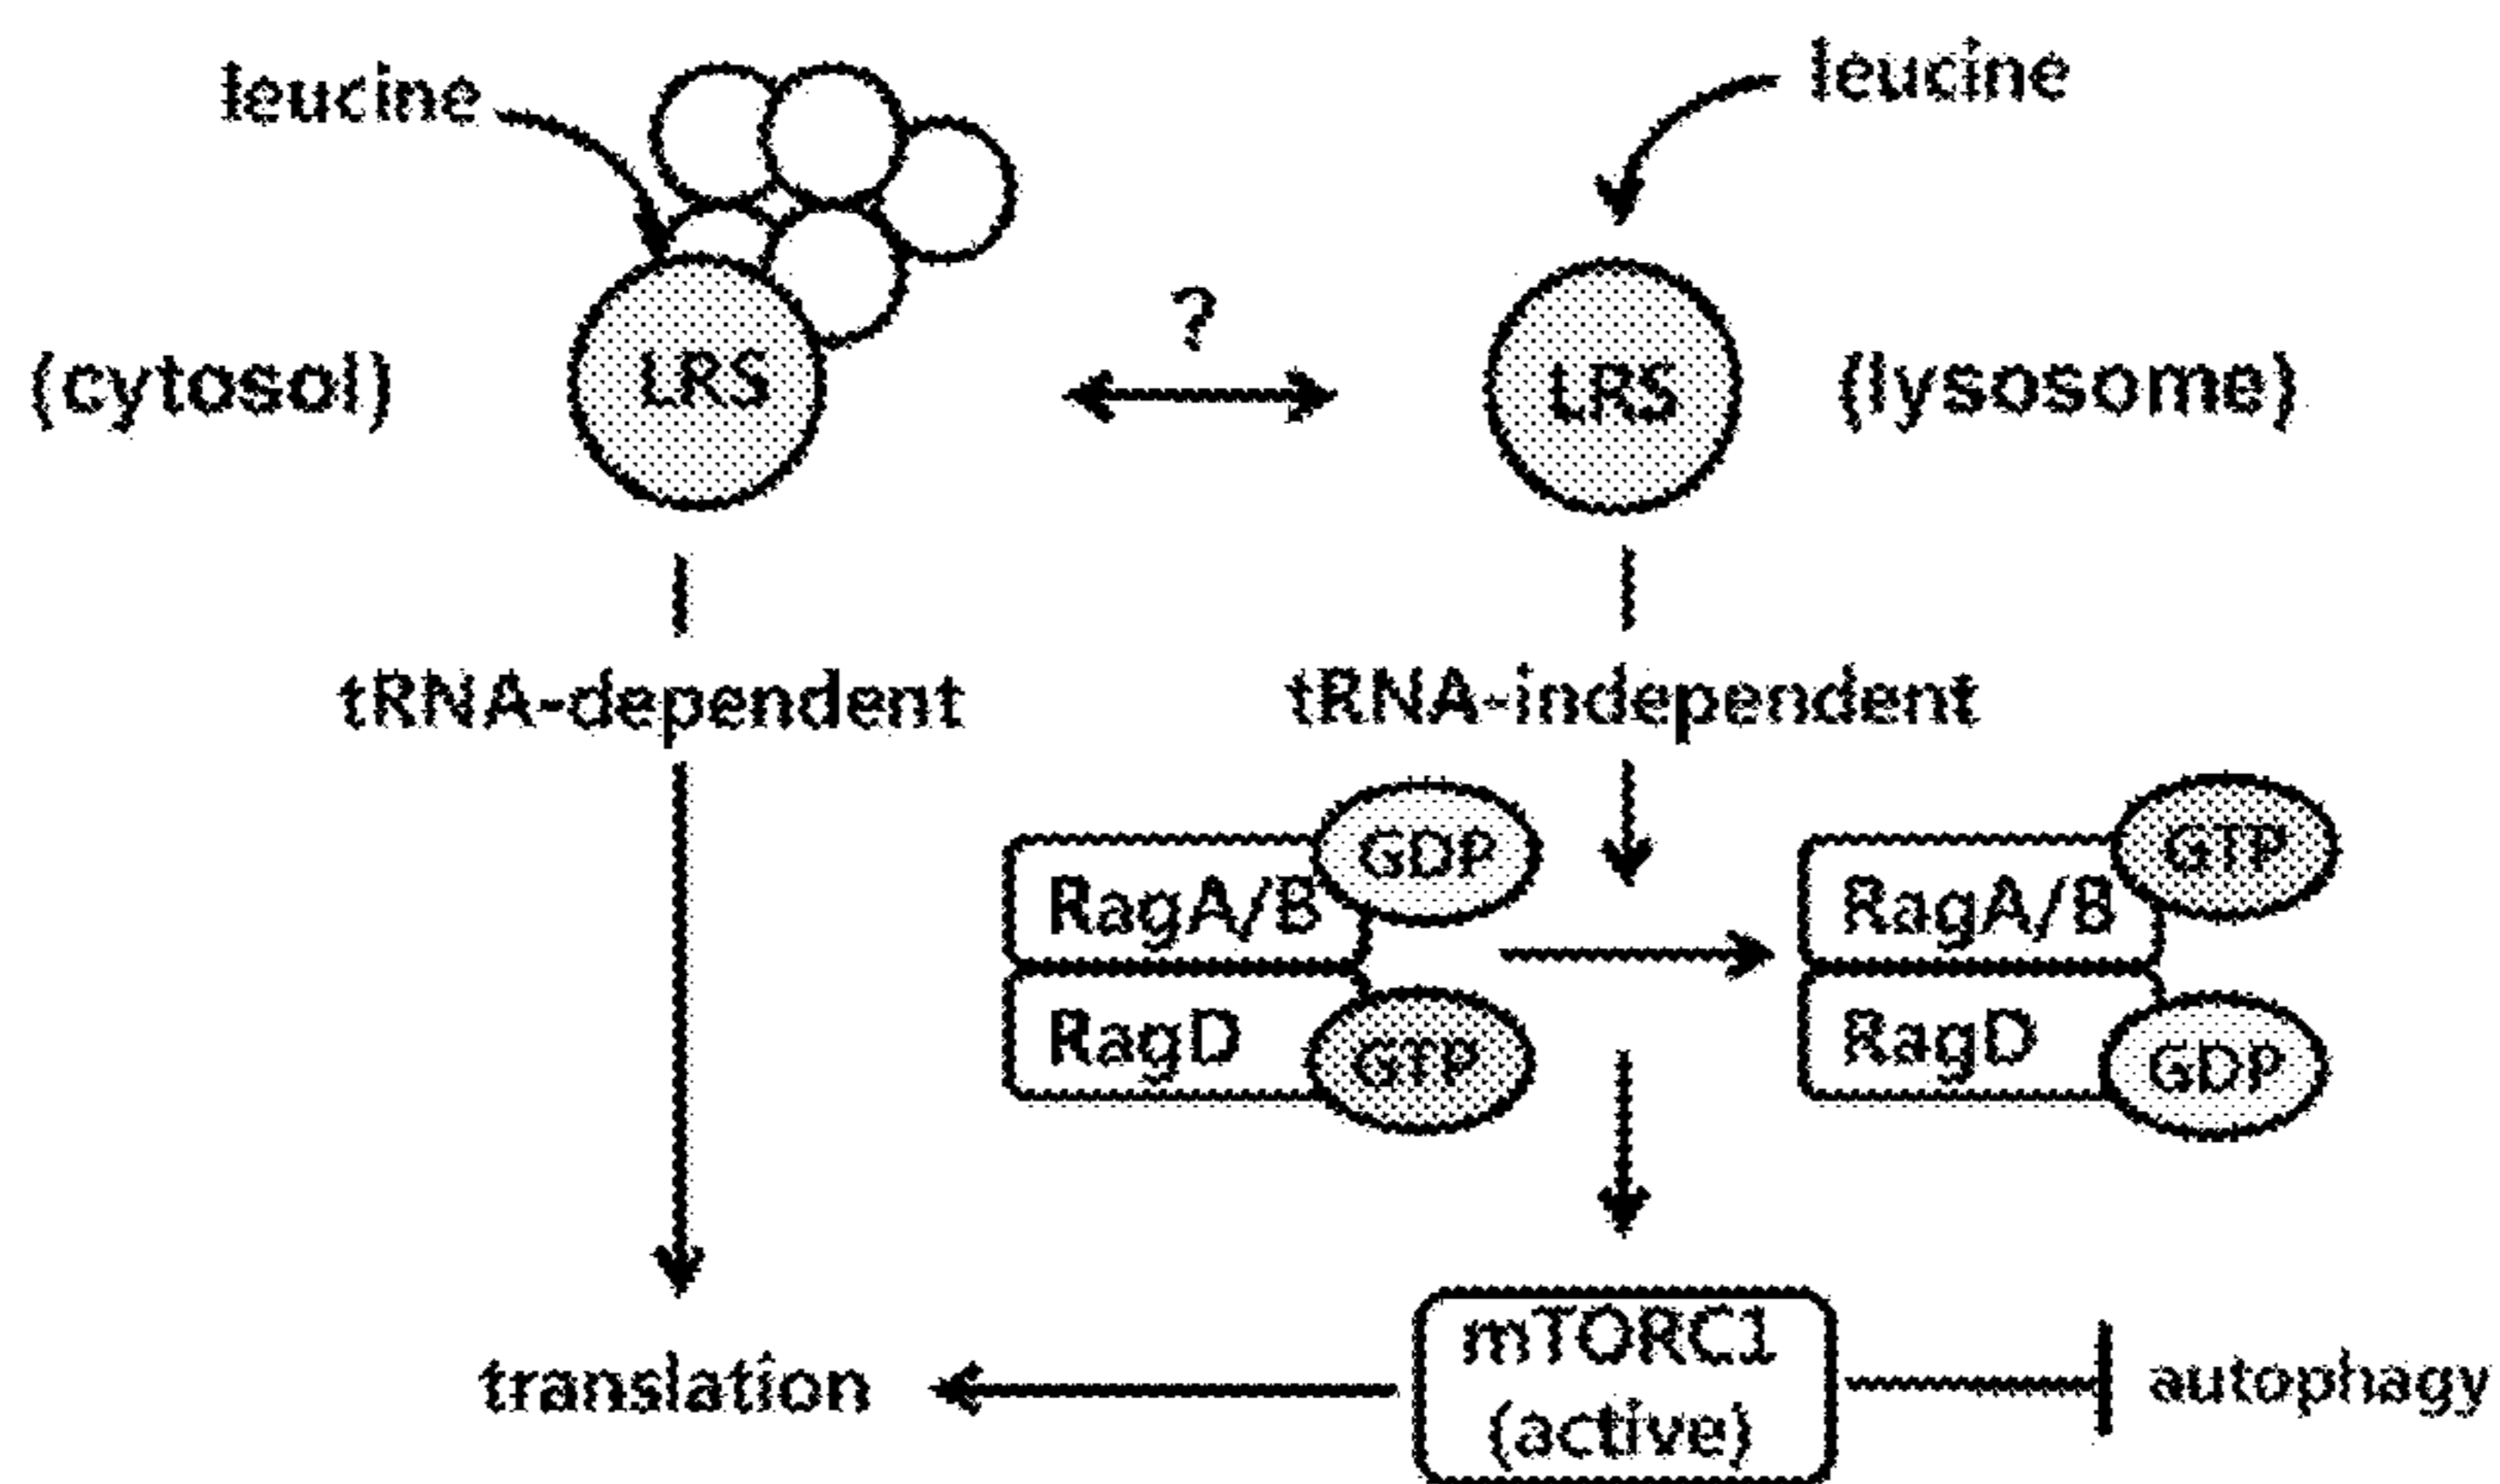 leucine
leucine
?
(cytosol)
LRS
LRS
(lysosome)
tRNA-dependent
tRNA-independent
GDP
GTP
RagA/B
RagA/B
RagD
GTP
RagD
GDP
mTORC1
(active)
translation
autophagy